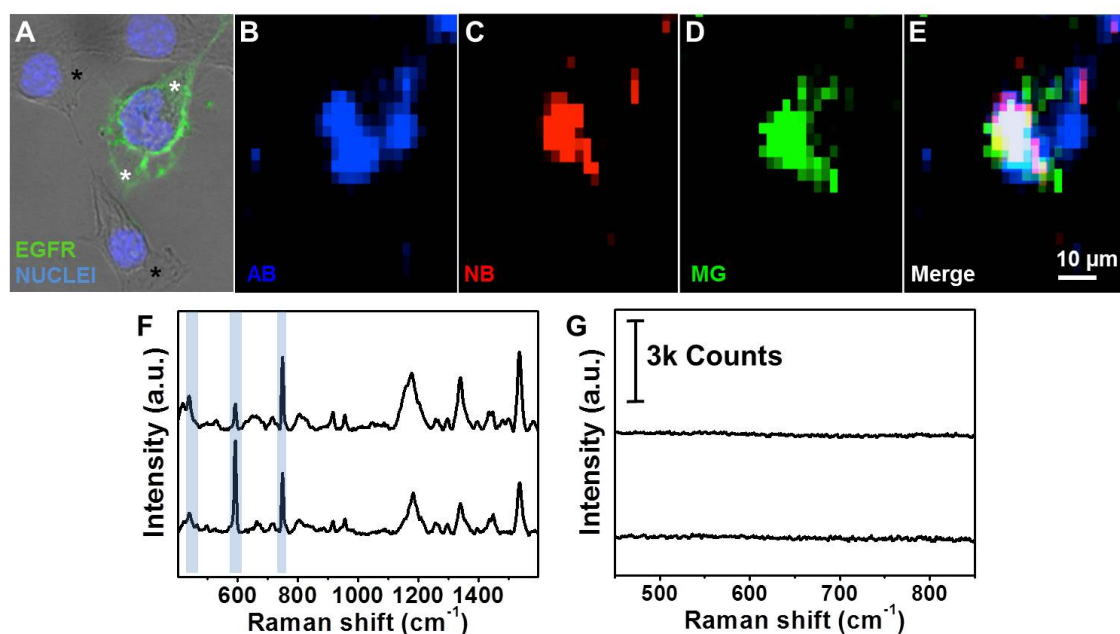 A
B
C
D
E
*
*
*
*
EGFR
NUCLEI
AB
NB
MG
Merge
10 µm
F
G
3k Counts
Intensity (a.u.)
Intensity (a.u.)
600 800 1000 1200 1400
500 600 700 800
Raman shift (cm⁻¹)
Raman shift (cm⁻¹)